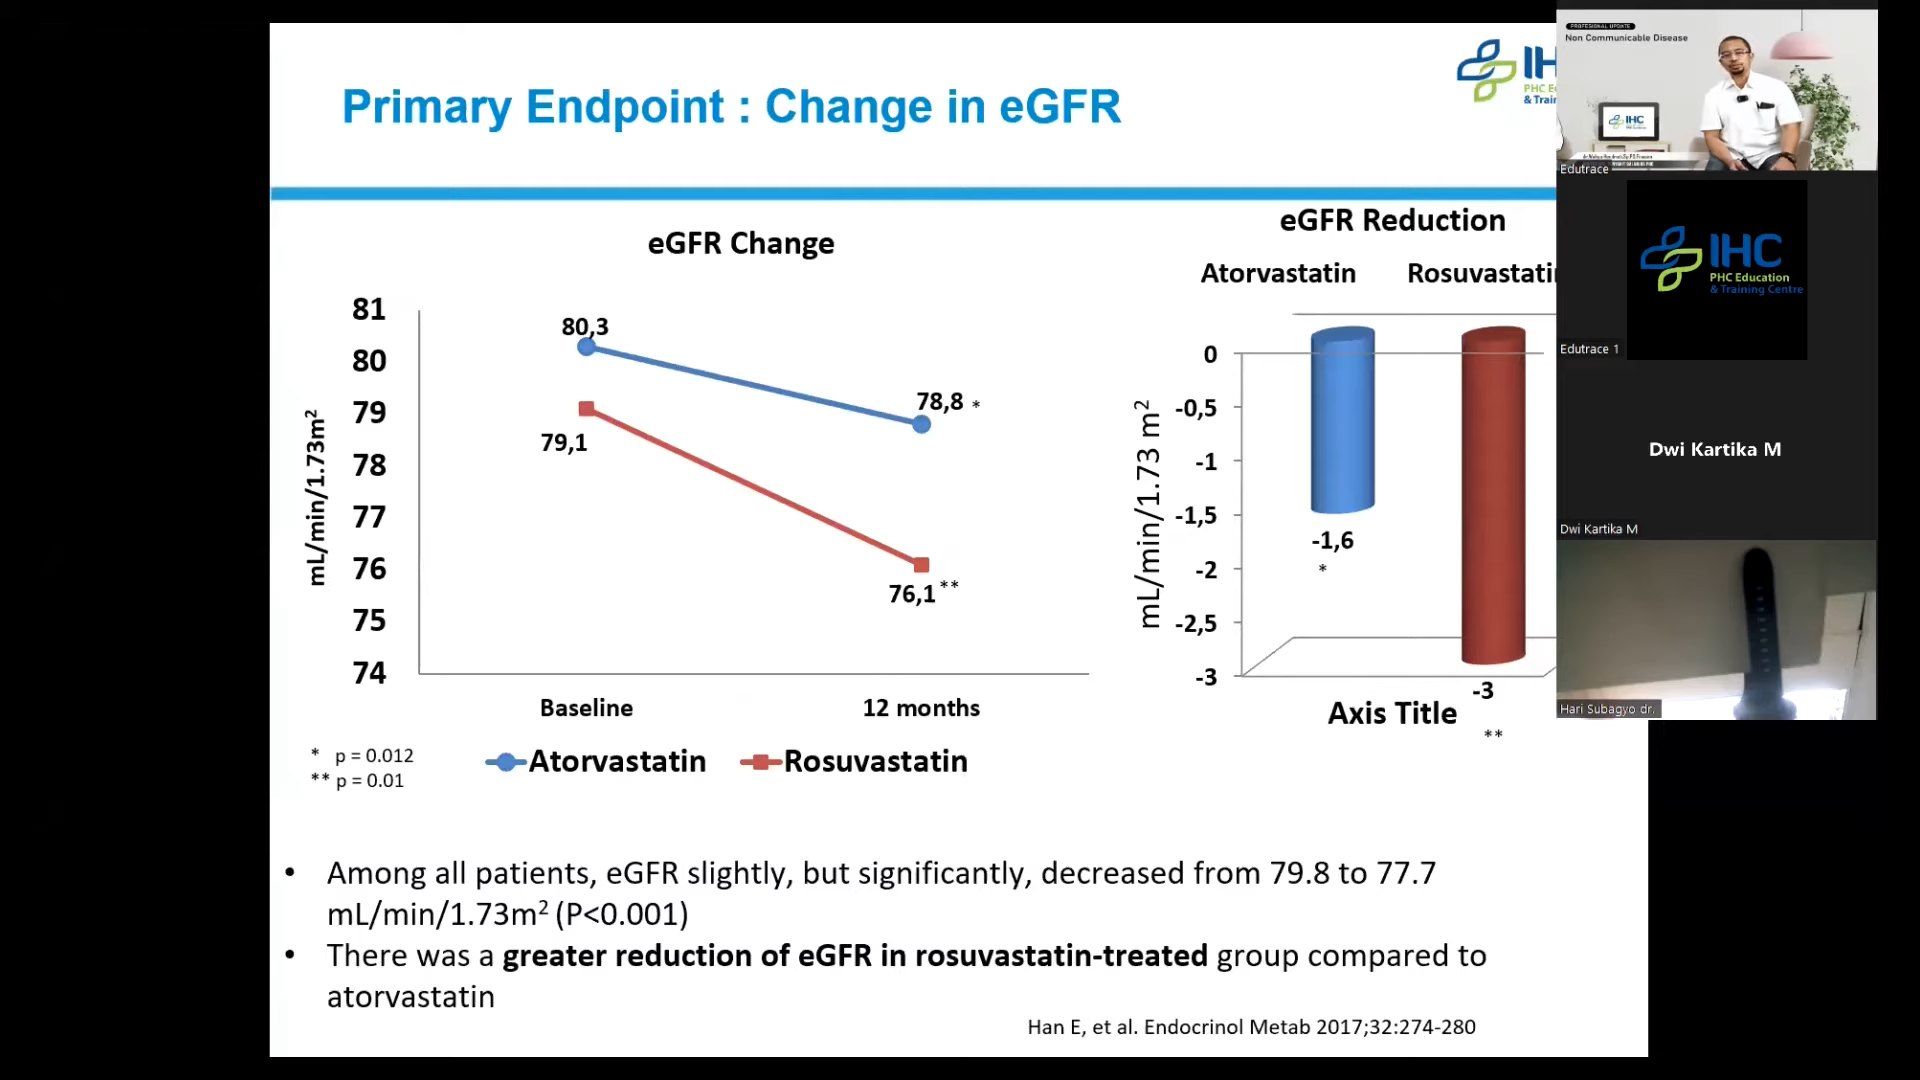 Primary Endpoint : Change in eGFR
IH
PHC E
& Trai
eGFR Change
81
80
79
78
77
76
75
74
mL/min/1.73m²
80,3
79,1
78,8 *
76,1 **
Baseline
12 months
* p = 0.012
** p = 0.01
Atorvastatin
Rosuvastatin
eGFR Reduction
Atorvastatin
Rosuvastati
mL/min/1.73 m²
0
-0,5
-1
-1,5
-2
-2,5
-3
-1,6
*
-3
**
Axis Title
• Among all patients, eGFR slightly, but significantly, decreased from 79.8 to 77.7
mL/min/1.73m² (P<0.001)
• There was a greater reduction of eGFR in rosuvastatin-treated group compared to
atorvastatin
Han E, et al. Endocrinol Metab 2017;32:274-280
PROFESIONAL UPDATE
Non Communicable Disease
IHC
Edutrace
IHC
PHC Education
& Training Centre
Edutrace 1
Dwi Kartika M
Dwi Kartika M
Hari Subagyo dr.